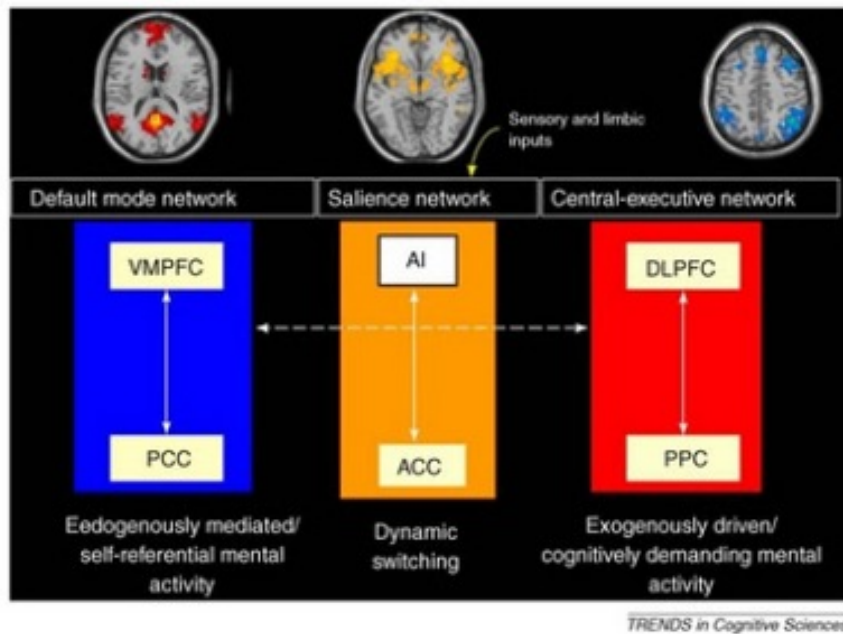 Sensory and limbic
inputs
Default mode network
Salience network
Central-executive network
VMPFC
AI
DLPFC
PCC
ACC
PPC
Eedogenously mediated/
self-referential mental
activity
Dynamic
switching
Exogenously driven/
cognitively demanding mental
activity
TRENDS in Cognitive Sciences